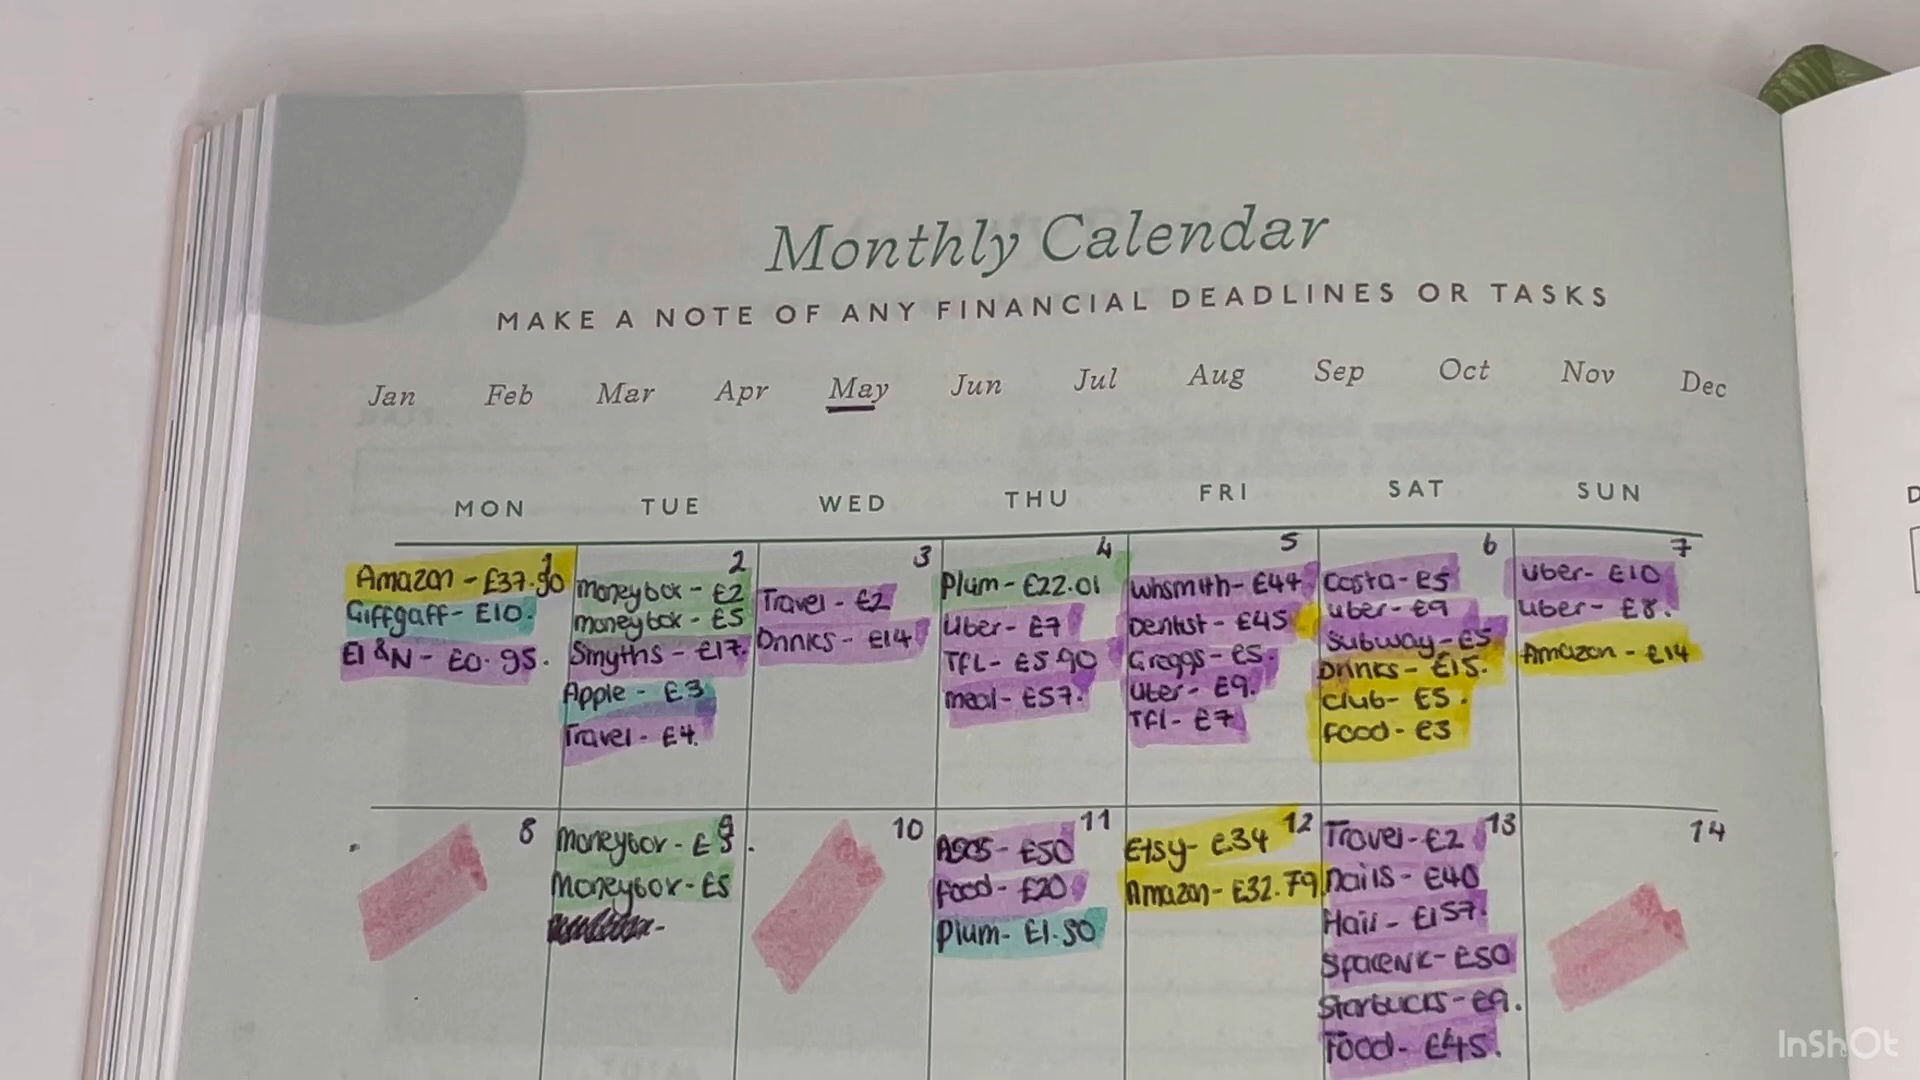 Monthly Calendar
MAKE A NOTE OF ANY FINANCIAL DEADLINES OR TASKS
Jan Feb Mar Apr May Jun Jul Aug Sep Oct Nov Dec
MON TUE WED THU FRI SAT SUN
1
Amazon - £37.90
Giffgaff - £10.
El & N - £0.95.
2
Moneybox - £2
moneybox - £5
Smyths - £17.
Apple - £3
Travel - £4.
3
Travel - £2
Drinks - £14
4
Plum - £22.01
Uber - £7
TFL - £5.90
meal - £57.
5
Whsmith - £44
Dentist - £45
Greggs - £5.
Uber - £9.
TFl - £7
6
Costa - £5
Uber - £9
Subway - £5
Drinks - £15.
Club - £5.
Food - £3
7
Uber - £10
Uber - £8.
Amazon - £14
8
9
Moneybox - £
Moneybox - £5
10
11
ASOS - £50
Food - £20
Plum - £1.50
12
Etsy - £34
Amazon - £32.79
13
Travel - £2
Nails - £40
Hair - £157.
SpaceNK - £50
Starbucks - £9.
Food - £45.
14
D
InShOt